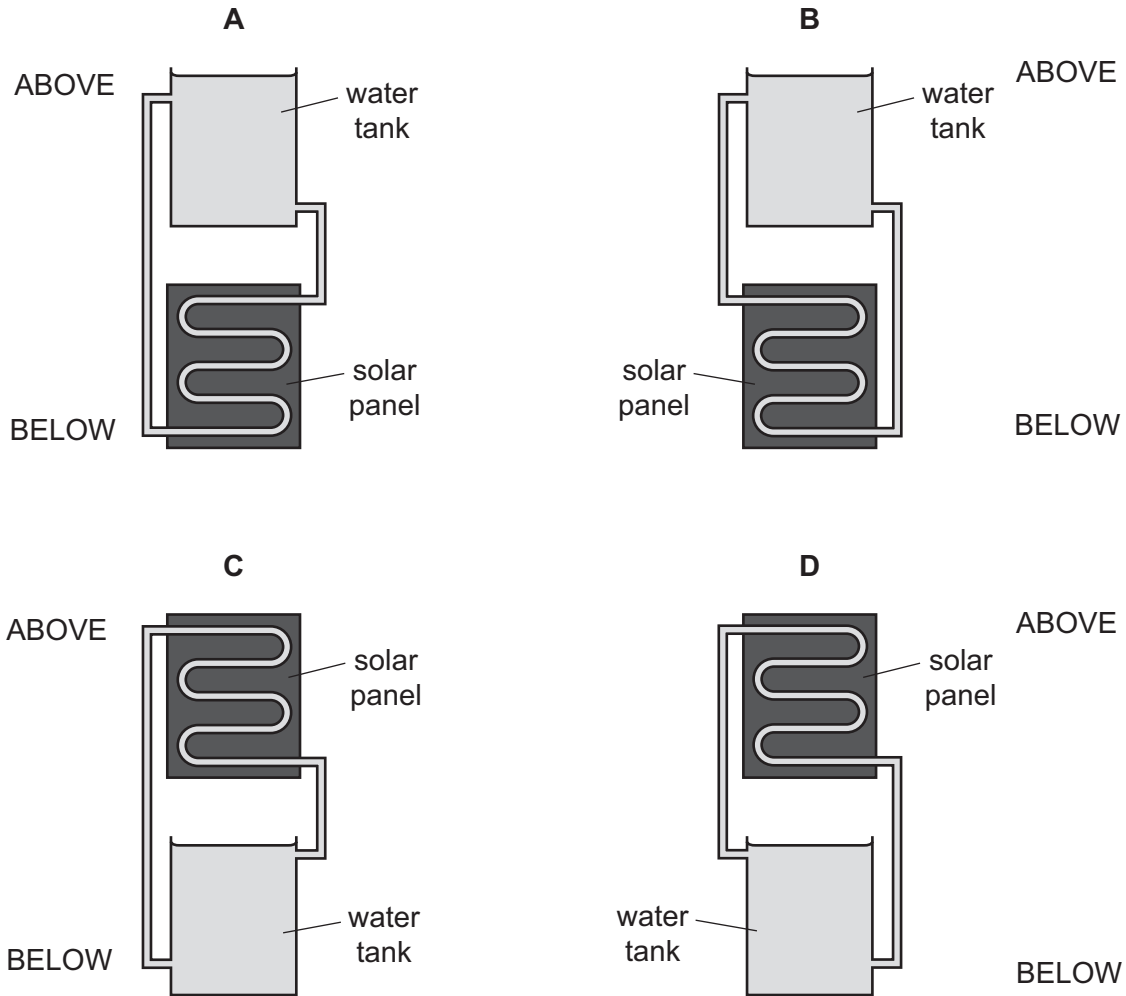 A
B
ABOVE
water
tank
water
tank
ABOVE
BELOW
solar
panel
solar
panel
BELOW
C
D
ABOVE
solar
panel
solar
panel
ABOVE
BELOW
water
tank
water
tank
BELOW